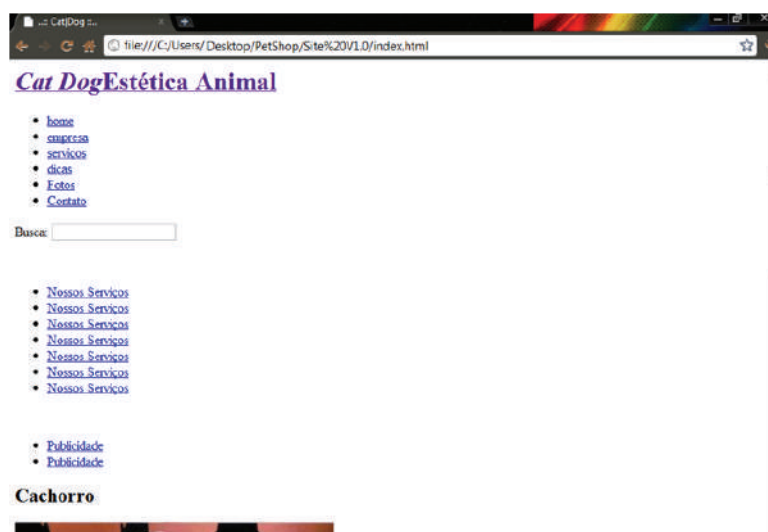 ..:: Cat|Dog ::..
file:///C:/Users/ Desktop/PetShop/Site%20V1.0/index.html
Cat DogEstética Animal
home
empresa
serviços
dicas
Fotos
Contato
Busca:
Nossos Serviços
Nossos Serviços
Nossos Serviços
Nossos Serviços
Nossos Serviços
Nossos Serviços
Nossos Serviços
Publicidade
Publicidade
Cachorro